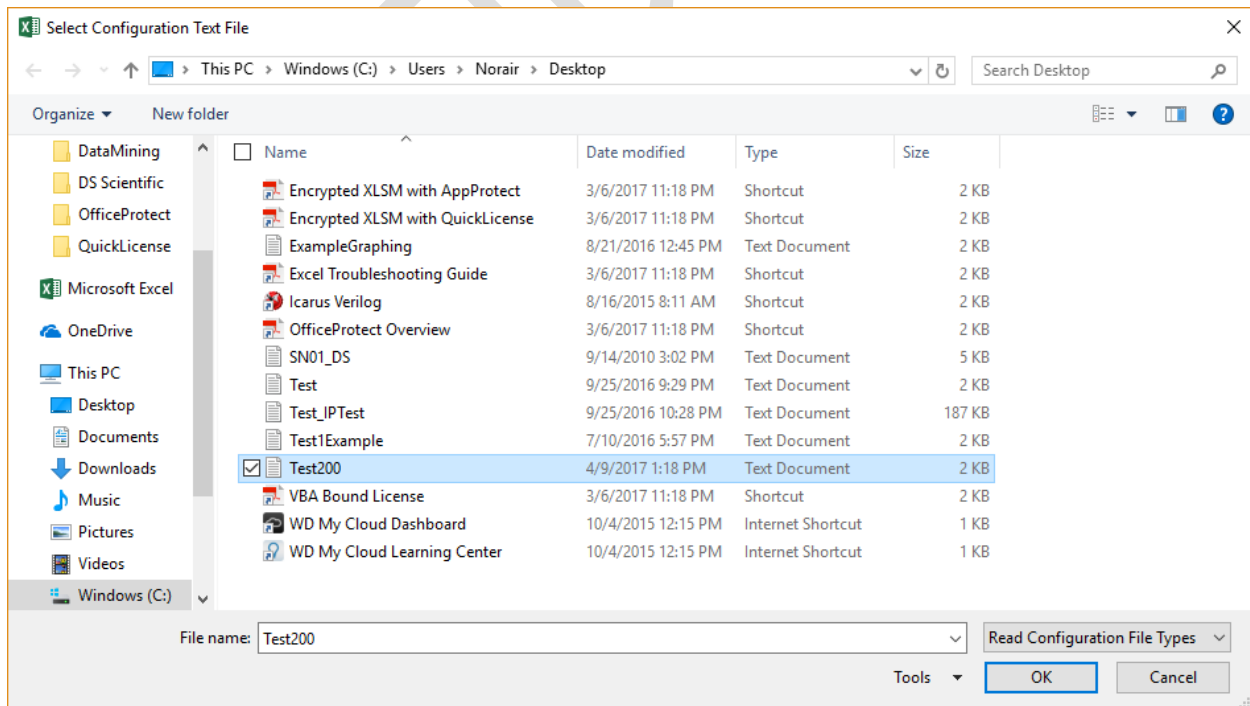 Select Configuration Text File
This PC > Windows (C:) > Users > Norair > Desktop
Search Desktop
Organize New folder
Name Date modified Type Size
DataMining
DS Scientific
OfficeProtect
QuickLicense
Microsoft Excel
OneDrive
This PC
Desktop
Documents
Downloads
Music
Pictures
Videos
Windows (C:)
Encrypted XLSM with AppProtect 3/6/2017 11:18 PM Shortcut 2 KB
Encrypted XLSM with QuickLicense 3/6/2017 11:18 PM Shortcut 2 KB
ExampleGraphing 8/21/2016 12:45 PM Text Document 2 KB
Excel Troubleshooting Guide 3/6/2017 11:18 PM Shortcut 2 KB
Icarus Verilog 8/16/2015 8:11 AM Shortcut 2 KB
OfficeProtect Overview 3/6/2017 11:18 PM Shortcut 2 KB
SN01_DS 9/14/2010 3:02 PM Text Document 5 KB
Test 9/25/2016 9:29 PM Text Document 2 KB
Test_IPTest 9/25/2016 10:28 PM Text Document 187 KB
Test1Example 7/10/2016 5:57 PM Text Document 2 KB
Test200 4/9/2017 1:18 PM Text Document 2 KB
VBA Bound License 3/6/2017 11:18 PM Shortcut 2 KB
WD My Cloud Dashboard 10/4/2015 12:15 PM Internet Shortcut 1 KB
WD My Cloud Learning Center 10/4/2015 12:15 PM Internet Shortcut 1 KB
File name: Test200 Read Configuration File Types
Tools OK Cancel